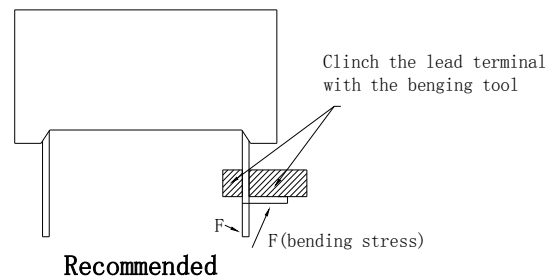 Clinch the lead terminal
with the benging tool
F
F(bending stress)
Recommended